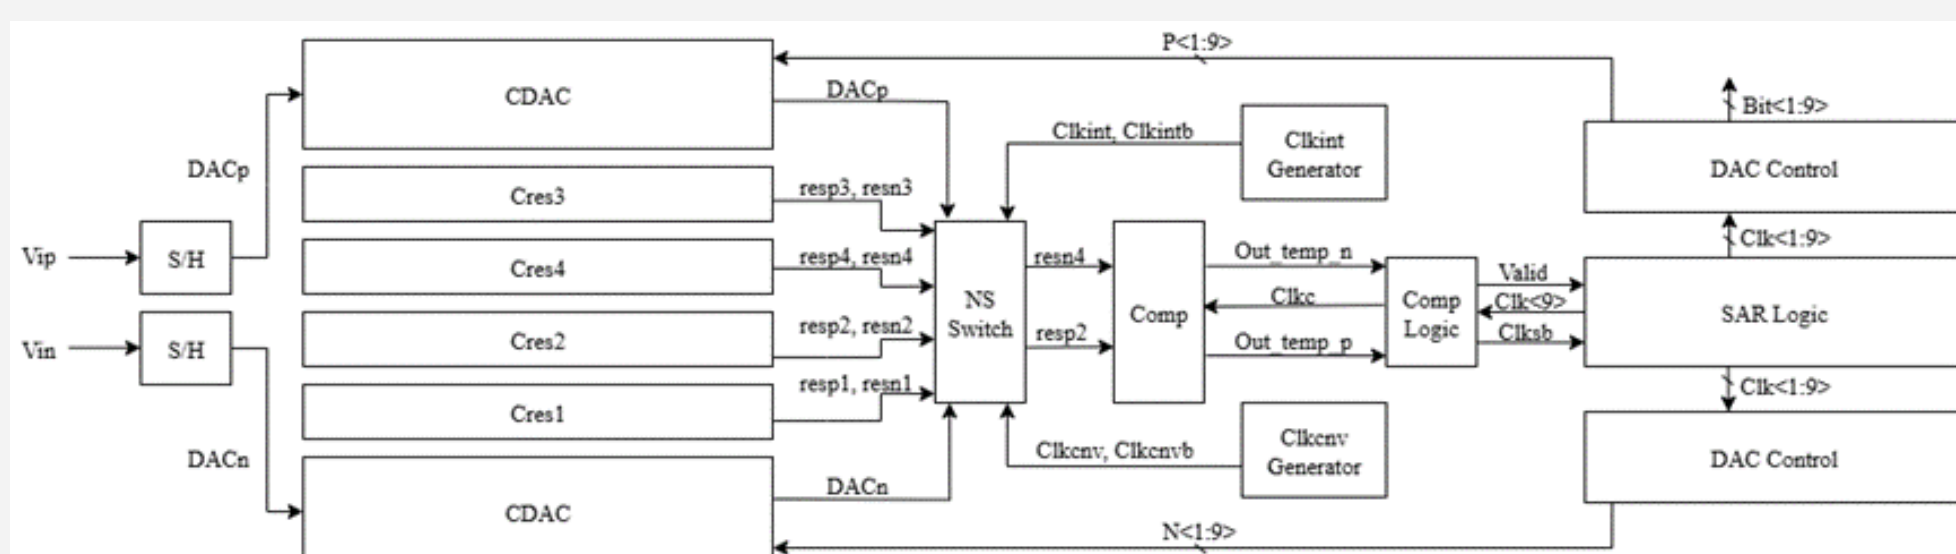 P<1:9>
CDAC
DACp
Bit<1:9>
Clkint, Clkintb
Clkint
Generator
DAC Control
DACp
resp3, resn3
Cres3
Clk<1:9>
Vip
S/H
Cres4
resp4, resn4
resn4
Out_temp_n
Valid
NS
Switch
Comp
Clkc
Comp
Logic
Clk<9>
SAR Logic
Vin
S/H
Cres2
resp2, resn2
resp2
Out_temp_p
Clksb
resp1, resn1
Cres1
Clk<1:9>
DACn
Clkcnv, Clkcnvb
Clkcnv
Generator
DAC Control
DACn
CDAC
N<1:9>